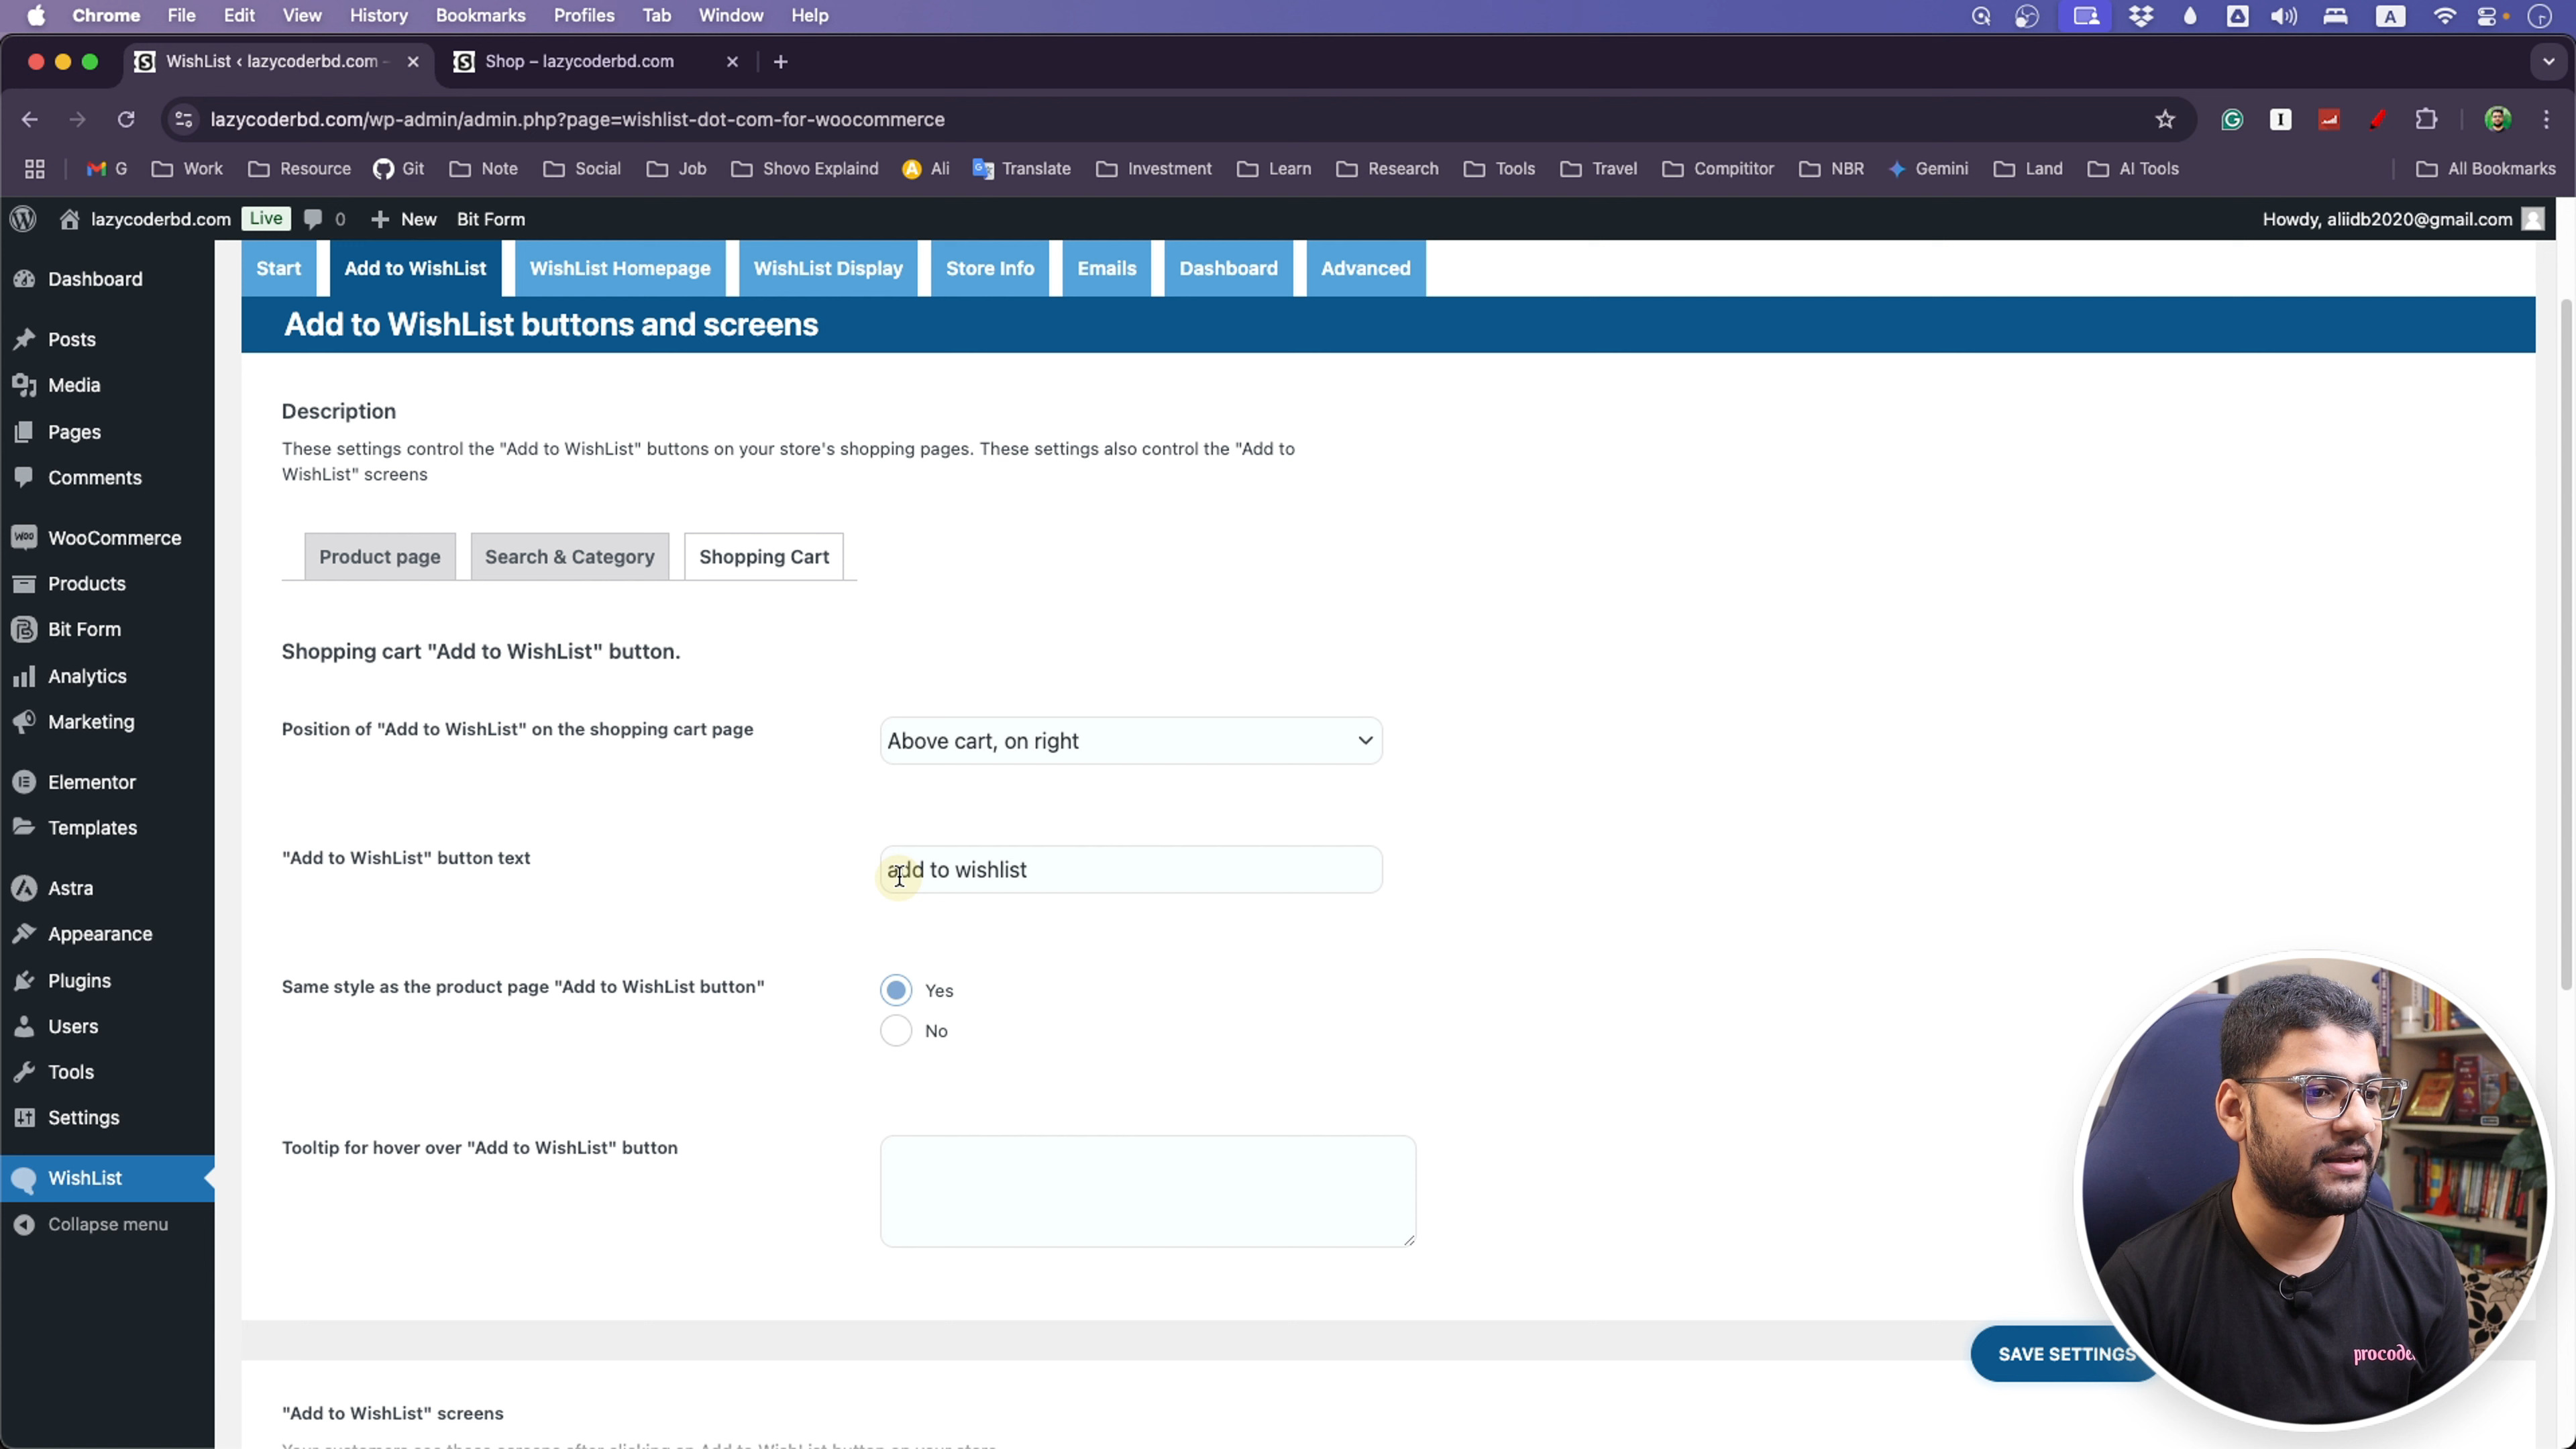 Chrome File Edit View History Bookmarks Profiles Tab Window Help A
WishList ‹ lazycoderbd.com - Shop – lazycoderbd.com
lazycoderbd.com/wp-admin/admin.php?page=wishlist-dot-com-for-woocommerce
G Work Resource Git Note Social Job Shovo Explaind Ali Translate Investment Learn Research Tools Travel Compititor NBR Gemini Land AI Tools All Bookmarks
lazycoderbd.com Live 0 New Bit Form Howdy, aliidb2020@gmail.com
Dashboard
Posts
Media
Pages
Comments
WooCommerce
Products
Bit Form
Analytics
Marketing
Elementor
Templates
Astra
Appearance
Plugins
Users
Tools
Settings
WishList
Collapse menu
Start Add to WishList WishList Homepage WishList Display Store Info Emails Dashboard Advanced
Add to WishList buttons and screens
Description
These settings control the "Add to WishList" buttons on your store's shopping pages. These settings also control the "Add to
WishList" screens
Product page Search & Category Shopping Cart
Shopping cart "Add to WishList" button.
Position of "Add to WishList" on the shopping cart page Above cart, on right
"Add to WishList" button text add to wishlist
Same style as the product page "Add to WishList button" Yes
No
Tooltip for hover over "Add to WishList" button
SAVE SETTINGS
"Add to WishList" screens